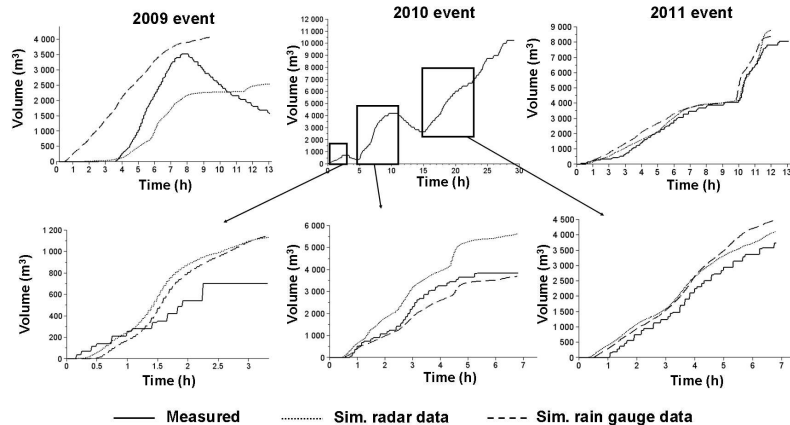 2009 event
2010 event
2011 event
Volume (m³)
4 000
3 500
3 000
2 500
2 000
1 500
1 000
500
0
0 1 2 3 4 5 6 7 8 9 10 11 12 13
Time (h)
Volume (m³)
12 000
11 000
10 000
9 000
8 000
7 000
6 000
5 000
4 000
3 000
2 000
1 000
0
0 5 10 15 20 25 30
Time (h)
Volume (m³)
9 000
8 000
7 000
6 000
5 000
4 000
3 000
2 000
1 000
0
0 1 2 3 4 5 6 7 8 9 10 11 12 13
Time (h)
Volume (m³)
1 200
1 000
800
600
400
200
0
0 0.5 1 1.5 2 2.5 3
Time (h)
Volume (m³)
6 000
5 000
4 000
3 000
2 000
1 000
0
0 1 2 3 4 5 6 7
Time (h)
Volume (m³)
4 500
4 000
3 500
3 000
2 500
2 000
1 500
1 000
500
0
0 1 2 3 4 5 6 7
Time (h)
Measured
Sim. radar data
Sim. rain gauge data